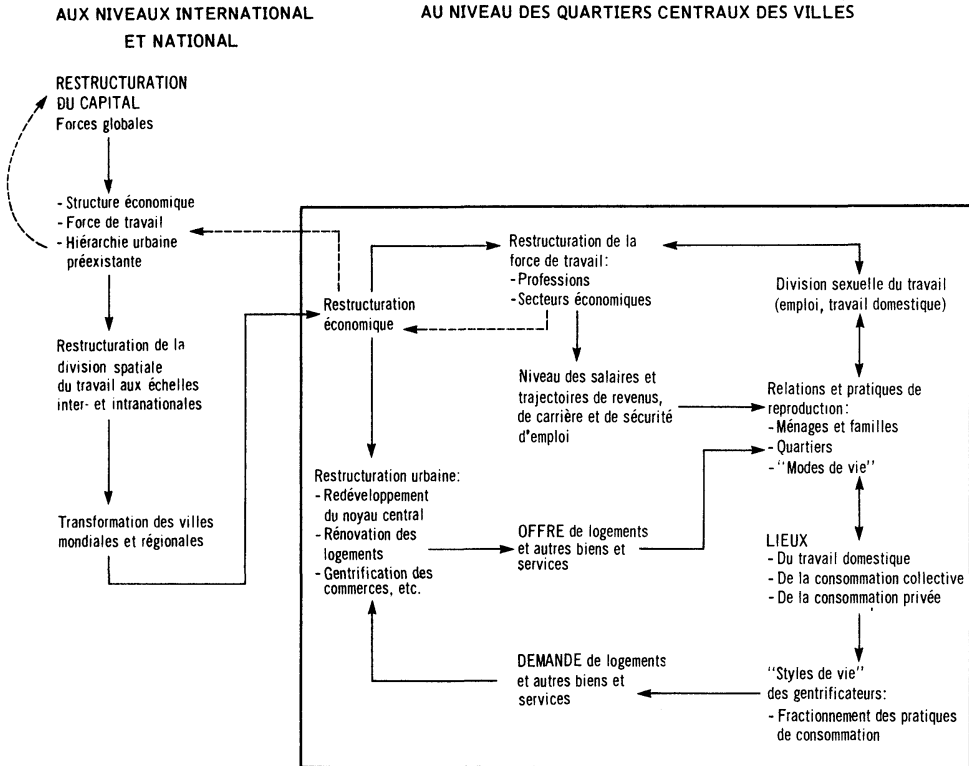 AUX NIVEAUX INTERNATIONAL
ET NATIONAL
AU NIVEAU DES QUARTIERS CENTRAUX DES VILLES
RESTRUCTURATION
DU CAPITAL
Forces globales
- Structure économique
- Force de travail
- Hiérarchie urbaine
préexistante
Restructuration de la
division spatiale
du travail aux échelles
inter- et intranationales
Transformation des villes
mondiales et régionales
Restructuration
économique
Restructuration de la
force de travail:
- Professions
- Secteurs économiques
Division sexuelle du travail
(emploi, travail domestique)
Niveau des salaires et
trajectoires de revenus,
de carrière et de sécurité
d'emploi
Relations et pratiques de
reproduction:
- Ménages et familles
- Quartiers
- "Modes de vie"
Restructuration urbaine:
- Redéveloppement
du noyau central
- Rénovation des
logements
- Gentrification des
commerces, etc.
OFFRE de logements
et autres biens et
services
LIEUX
- Du travail domestique
- De la consommation collective
- De la consommation privée
DEMANDE de logements
et autres biens et
services
"Styles de vie"
des gentrificateurs:
- Fractionnement des pratiques
de consommation